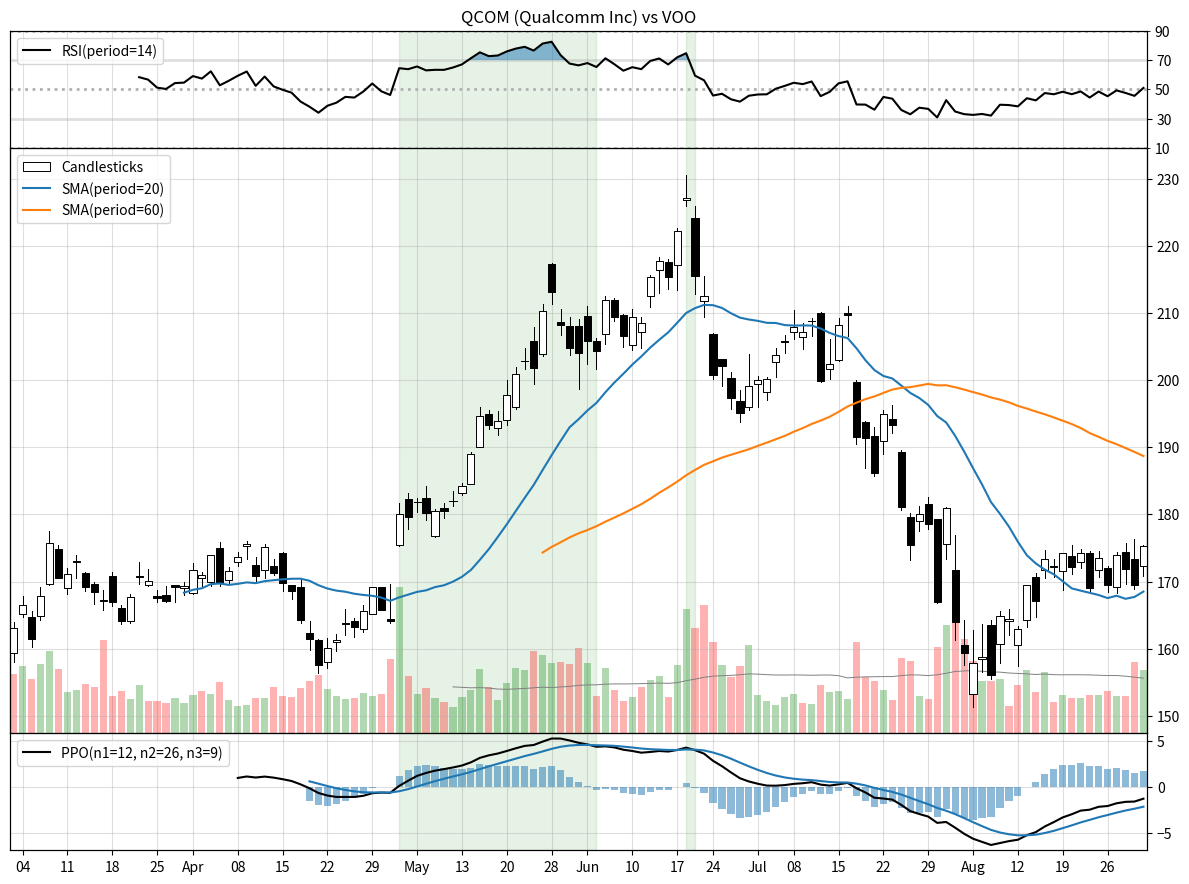 QCOM (Qualcomm Inc) vs VOO
RSI(period=14)
90
70
50
30
10
Candlesticks
SMA(period=20)
SMA(period=60)
230
220
210
200
190
180
170
160
150
PPO(n1=12, n2=26, n3=9)
5
0
−5
04 11 18 25 Apr 08 15 22 29 May 13 20 28 Jun 10 17 24 Jul 08 15 22 29 Aug 12 19 26